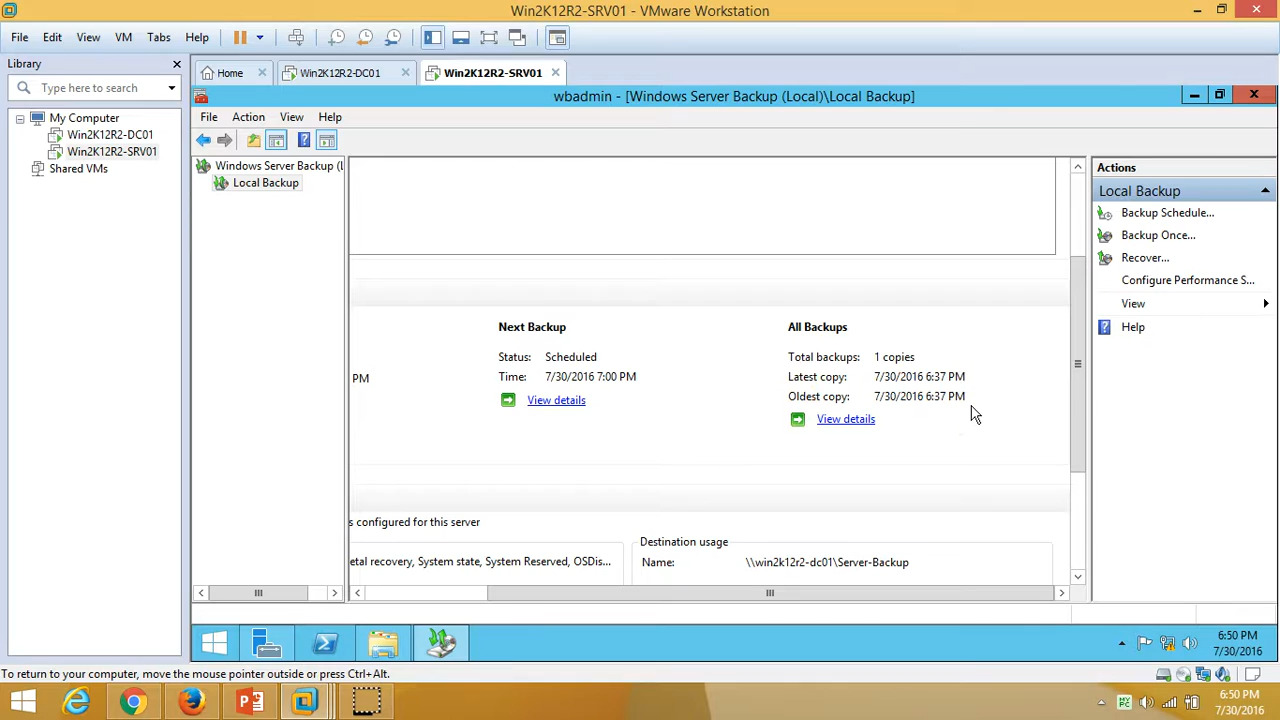 Win2K12R2-SRV01 - VMware Workstation
File Edit View VM Tabs Help
Library
Type here to search
My Computer
Win2K12R2-DC01
Win2K12R2-SRV01
Shared VMs
Home Win2K12R2-DC01 Win2K12R2-SRV01
wbadmin - [Windows Server Backup (Local)\Local Backup]
File Action View Help
Windows Server Backup (L
Local Backup
PM
Next Backup
Status: Scheduled
Time: 7/30/2016 7:00 PM
View details
All Backups
Total backups: 1 copies
Latest copy: 7/30/2016 6:37 PM
Oldest copy: 7/30/2016 6:37 PM
View details
s configured for this server
etal recovery, System state, System Reserved, OSDis...
Destination usage
Name: \\win2k12r2-dc01\Server-Backup
Actions
Local Backup
Backup Schedule...
Backup Once...
Recover...
Configure Performance S...
View
Help
6:50 PM
7/30/2016
To return to your computer, move the mouse pointer outside or press Ctrl+Alt.
6:50 PM
7/30/2016